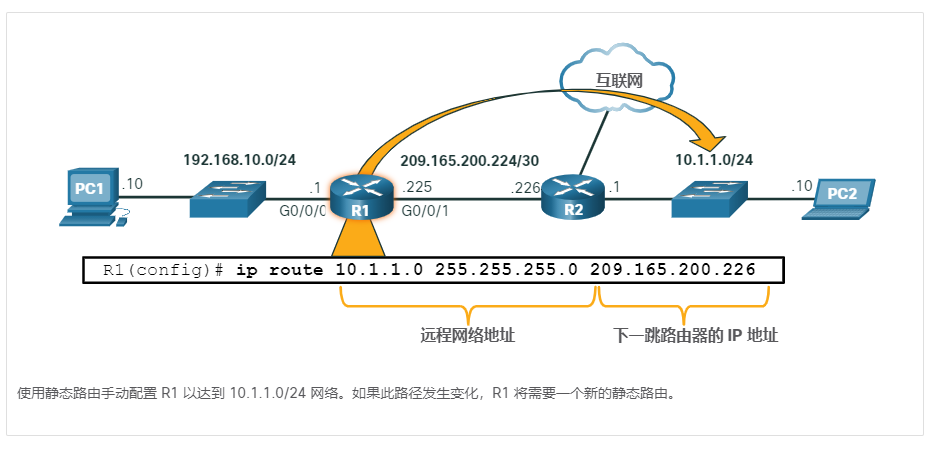 互联网
192.168.10.0/24
209.165.200.224/30
10.1.1.0/24
PC1
.10
.1
G0/0/0
R1
.225
G0/0/1
.226
R2
.1
.10
PC2
R1(config)# ip route 10.1.1.0 255.255.255.0 209.165.200.226
远程网络地址
下一跳路由器的 IP 地址
使用静态路由手动配置 R1 以达到 10.1.1.0/24 网络。如果此路径发生变化，R1 将需要一个新的静态路由。